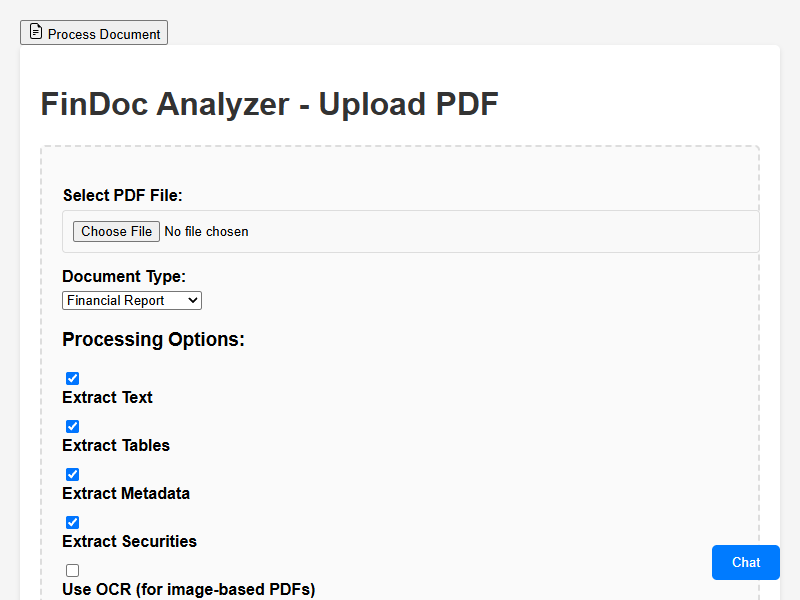 Process Document
FinDoc Analyzer - Upload PDF
Select PDF File:
Choose File No file chosen
Document Type:
Financial Report
Processing Options:
Extract Text
Extract Tables
Extract Metadata
Extract Securities
Chat
Use OCR (for image-based PDFs)